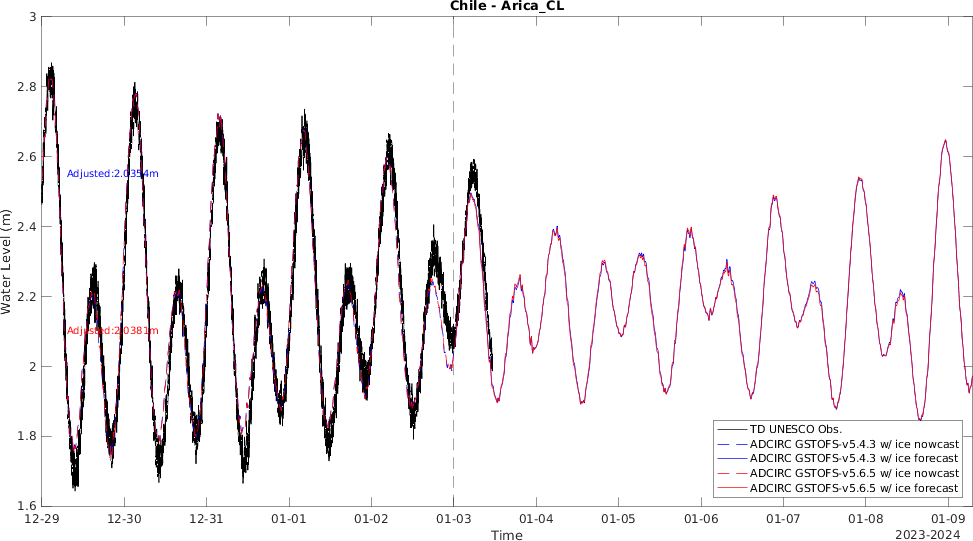 Chile - Arica_CL
3
2.8
2.6
2.4
2.2
2
1.8
1.6
Water Level (m)
Adjusted:2.0354m
Adjusted:2.0381m
TD UNESCO Obs.
ADCIRC GSTOFS-v5.4.3 w/ ice nowcast
ADCIRC GSTOFS-v5.4.3 w/ ice forecast
ADCIRC GSTOFS-v5.6.5 w/ ice nowcast
ADCIRC GSTOFS-v5.6.5 w/ ice forecast
12-29 12-30 12-31 01-01 01-02 01-03 01-04 01-05 01-06 01-07 01-08 01-09
Time
2023-2024